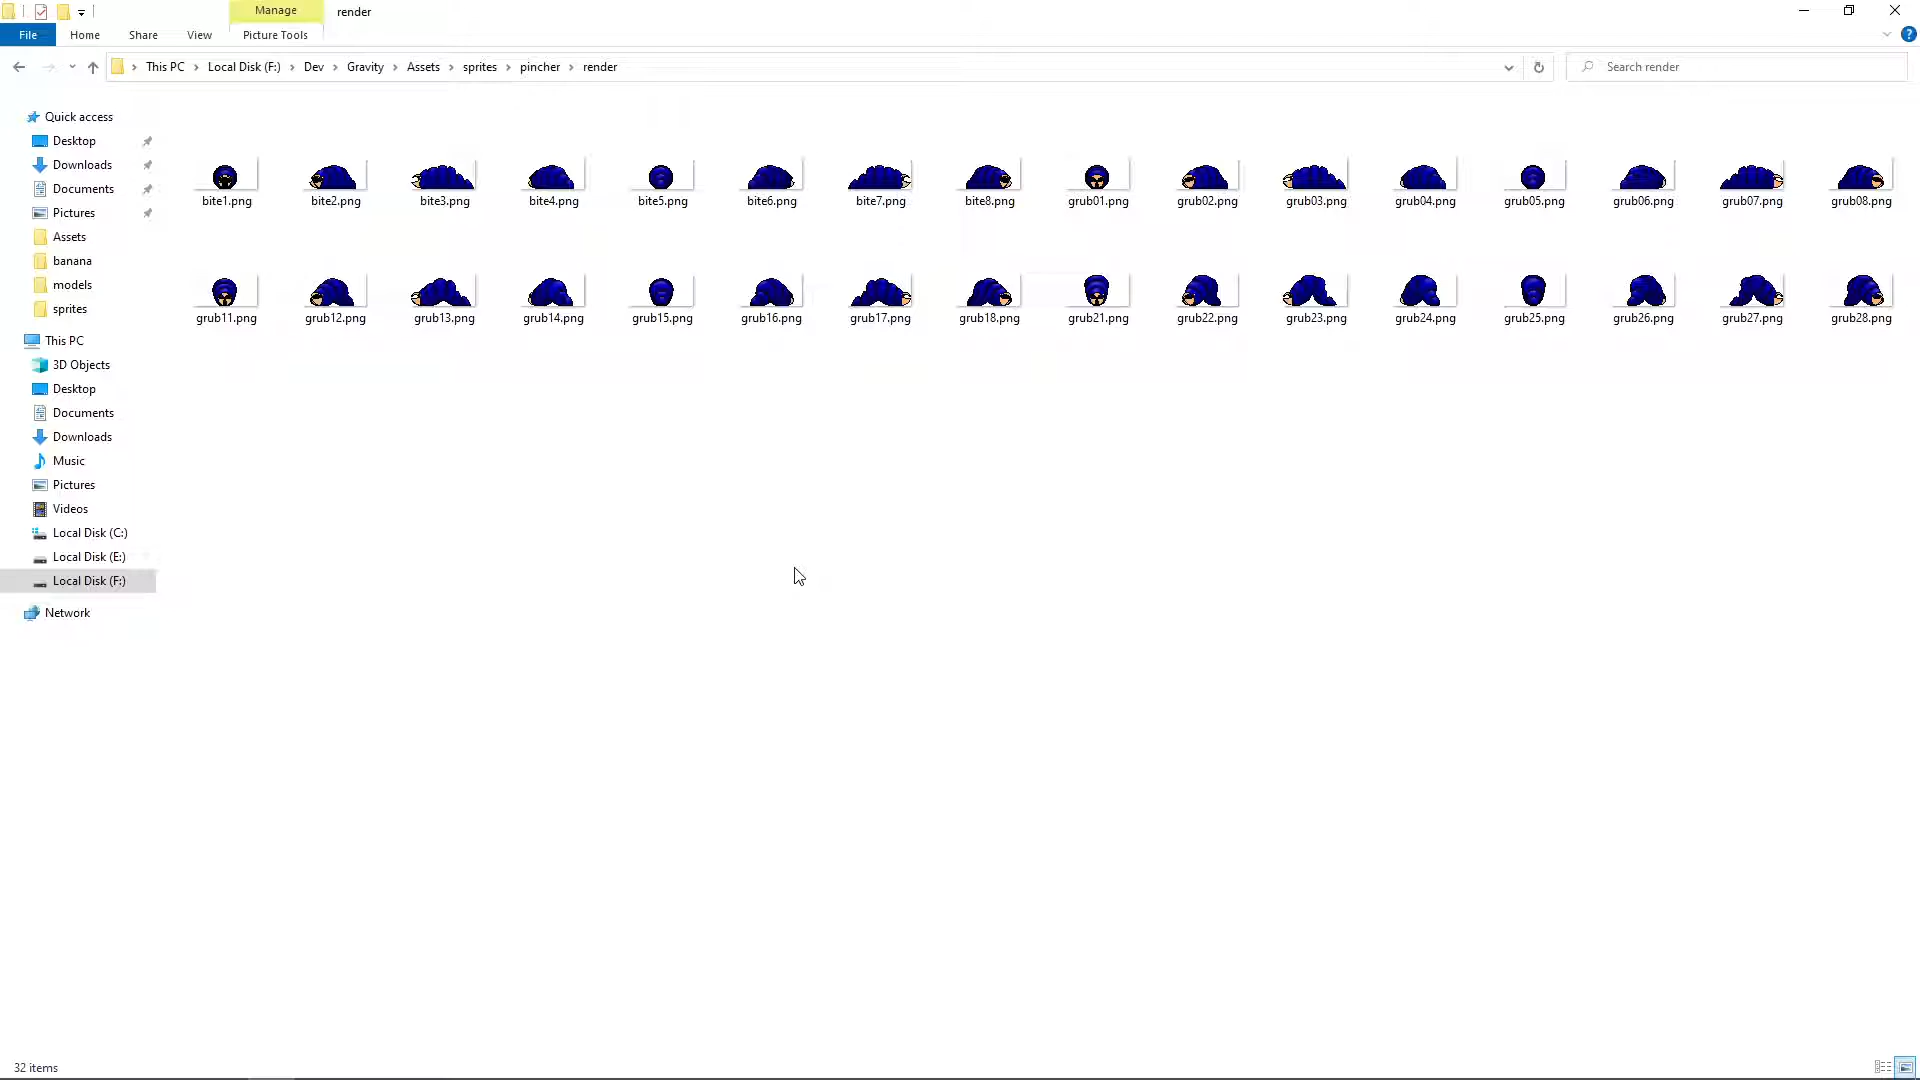 Manage render
File Home Share View Picture Tools
This PC Local Disk (F:) Dev Gravity Assets sprites pincher render Search render
Quick access
Desktop
Downloads
Documents
Pictures
Assets
banana
models
sprites
This PC
3D Objects
Desktop
Documents
Downloads
Music
Pictures
Videos
Local Disk (C:)
Local Disk (E:)
Local Disk (F:)
Network
bite1.png bite2.png bite3.png bite4.png bite5.png bite6.png bite7.png bite8.png grub01.png grub02.png grub03.png grub04.png grub05.png grub06.png grub07.png grub08.png
grub11.png grub12.png grub13.png grub14.png grub15.png grub16.png grub17.png grub18.png grub21.png grub22.png grub23.png grub24.png grub25.png grub26.png grub27.png grub28.png
32 items